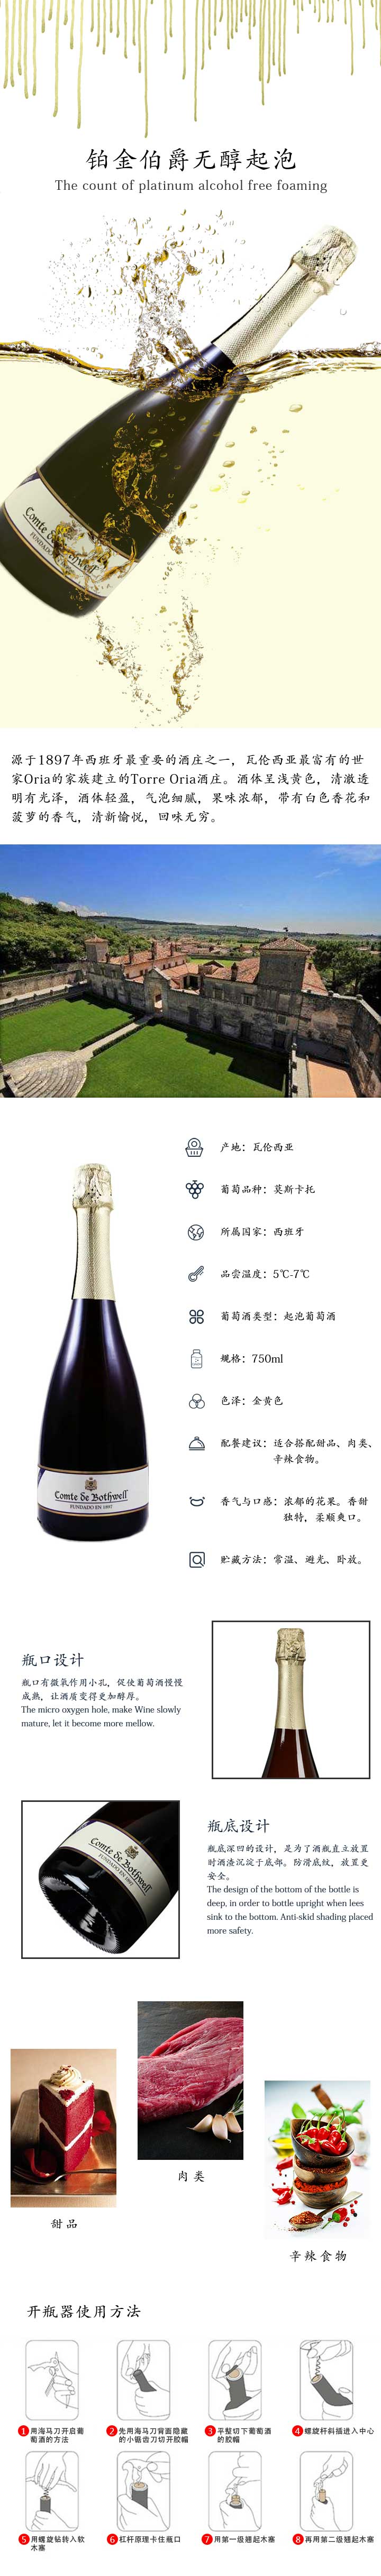 铂金伯爵无醇起泡
The count of platinum alcohol free foaming
Comte
FUNDADO
源于1897年西班牙最重要的酒庄之一，瓦伦西亚最富有的世
家Oria的家族建立的Torre Oria酒庄。酒体呈浅黄色，清澈透
明有光泽，酒体轻盈，气泡细腻，果味浓郁，带有白色香花和
菠萝的香气，清新愉悦，回味无穷。
产地：瓦伦西亚
葡萄品种：莫斯卡托
所属国家：西班牙
品尝温度：5℃-7℃
葡萄酒类型：起泡葡萄酒
规格：750ml
色泽：金黄色
配餐建议：适合搭配甜品、肉类、
辛辣食物。
香气与口感：浓郁的花果。香甜
独特，柔顺爽口。
贮藏方法：常温、避光、卧放。
Comte de Bothwell
FUNDADO EN 1897
瓶口设计
瓶口有微氧作用小孔，促使葡萄酒慢慢
成熟，让酒质变得更加醇厚。
The micro oxygen hole, make Wine slowly
mature, let it become more mellow.
Comte de Bothwell
FUNDADO EN 1897
瓶底设计
瓶底深凹的设计，是为了酒瓶直立放置
时酒渣沉淀于底部。防滑底纹，放置更
安全。
The design of the bottom of the bottle is
deep, in order to bottle upright when lees
sink to the bottom. Anti-skid shading placed
more safety.
肉类
甜品
辛辣食物
开瓶器使用方法
1 用海马刀开启葡
萄酒的方法
2 先用海马刀背面隐藏
的小锯齿刀切开胶帽
3 平整切下葡萄酒
的胶帽
4 螺旋杆斜插进入中心
5 用螺旋钻转入软
木塞
6 杠杆原理卡住瓶口
7 用第一级翘起木塞
8 再用第二级翘起木塞